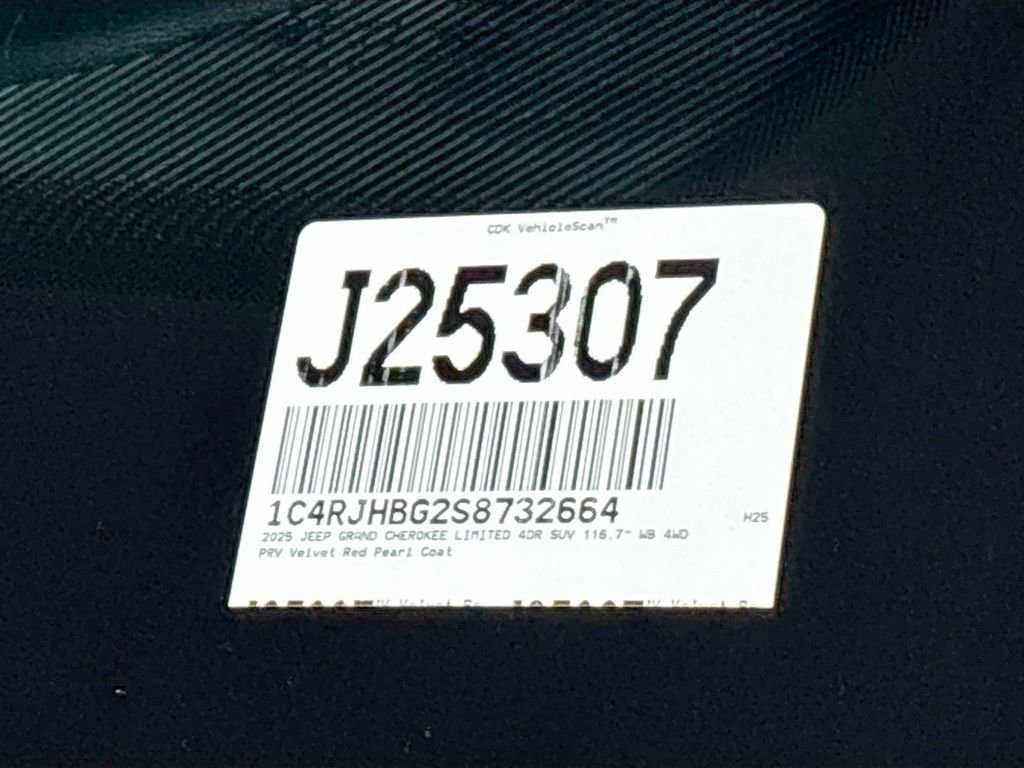 CDK VehicleScan™
J25307
1C4RJHBG2S8732664
H25
2025 JEEP GRAND CHEROKEE LIMITED 4DR SUV 116.7" WB 4WD
PRV Velvet Red Pearl Coat